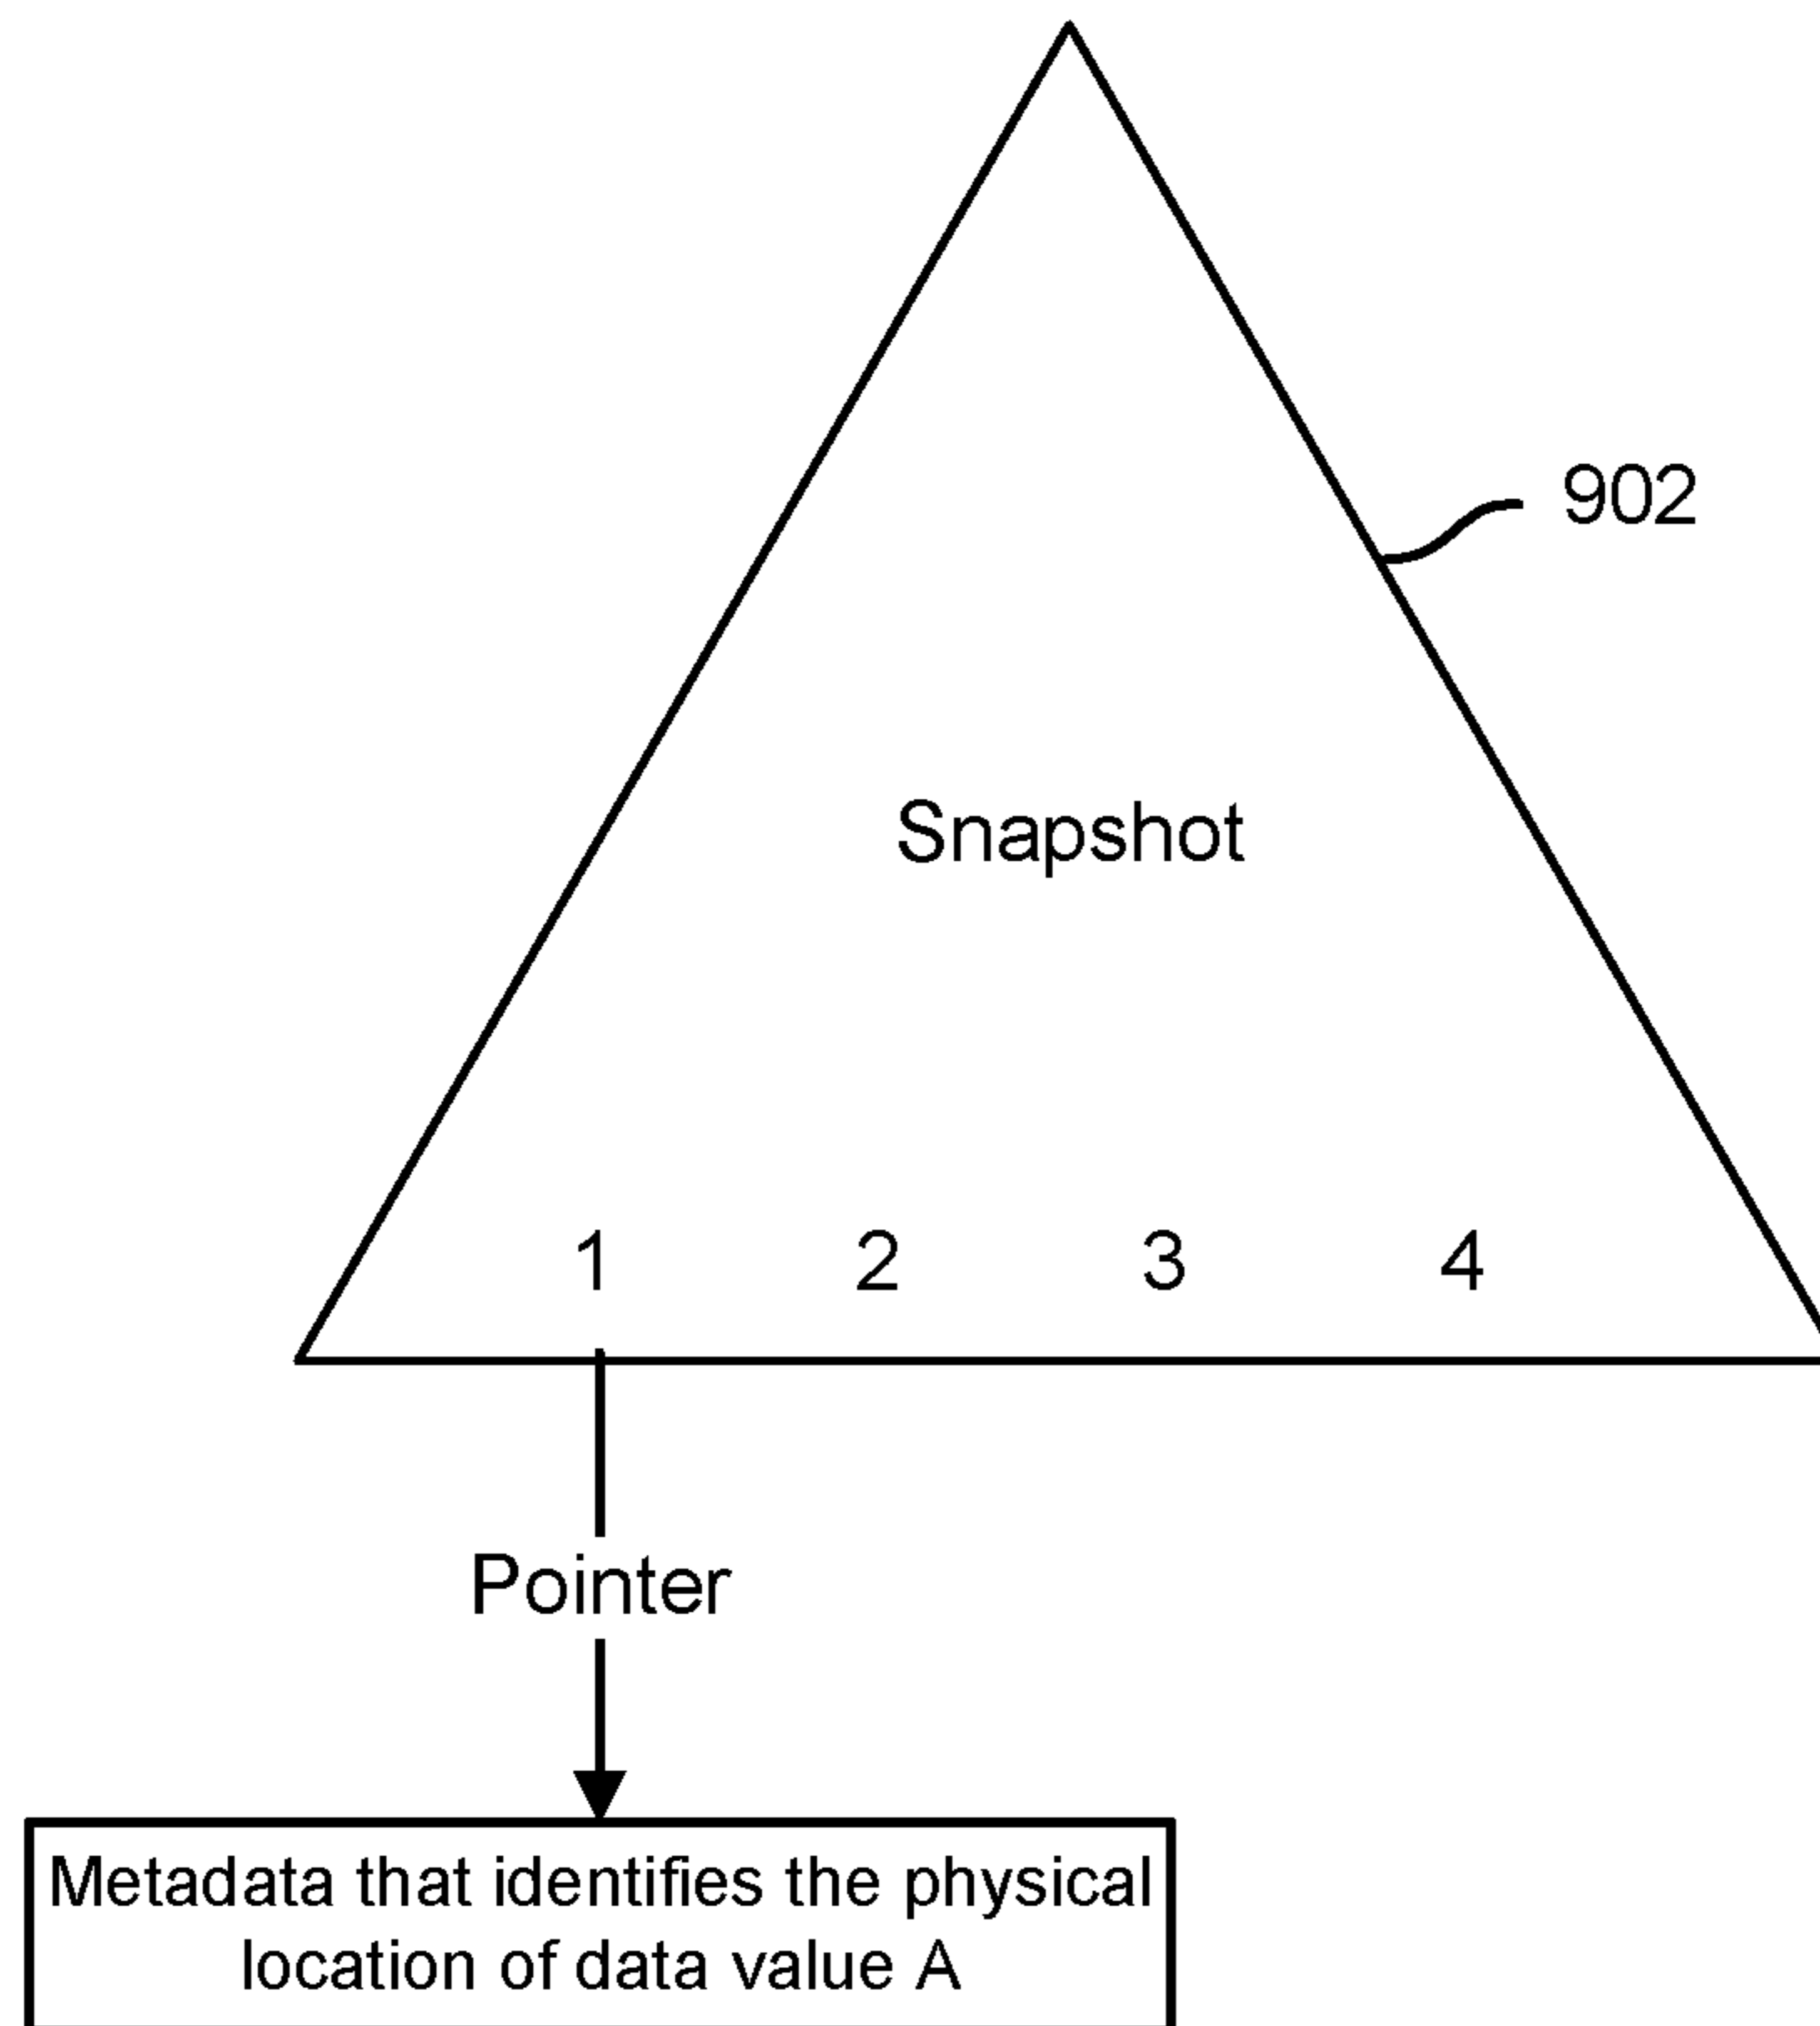 902
Snapshot
1 2 3 4
Pointer
Metadata that identifies the physical
location of data value A